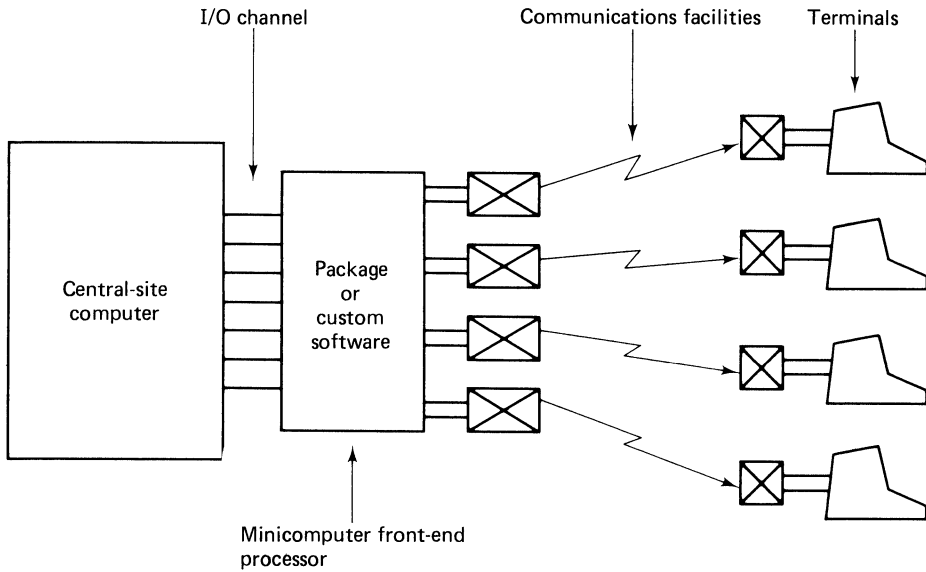 I/O channel
Communications facilities
Terminals
Central-site
computer
Package
or
custom
software
Minicomputer front-end
processor